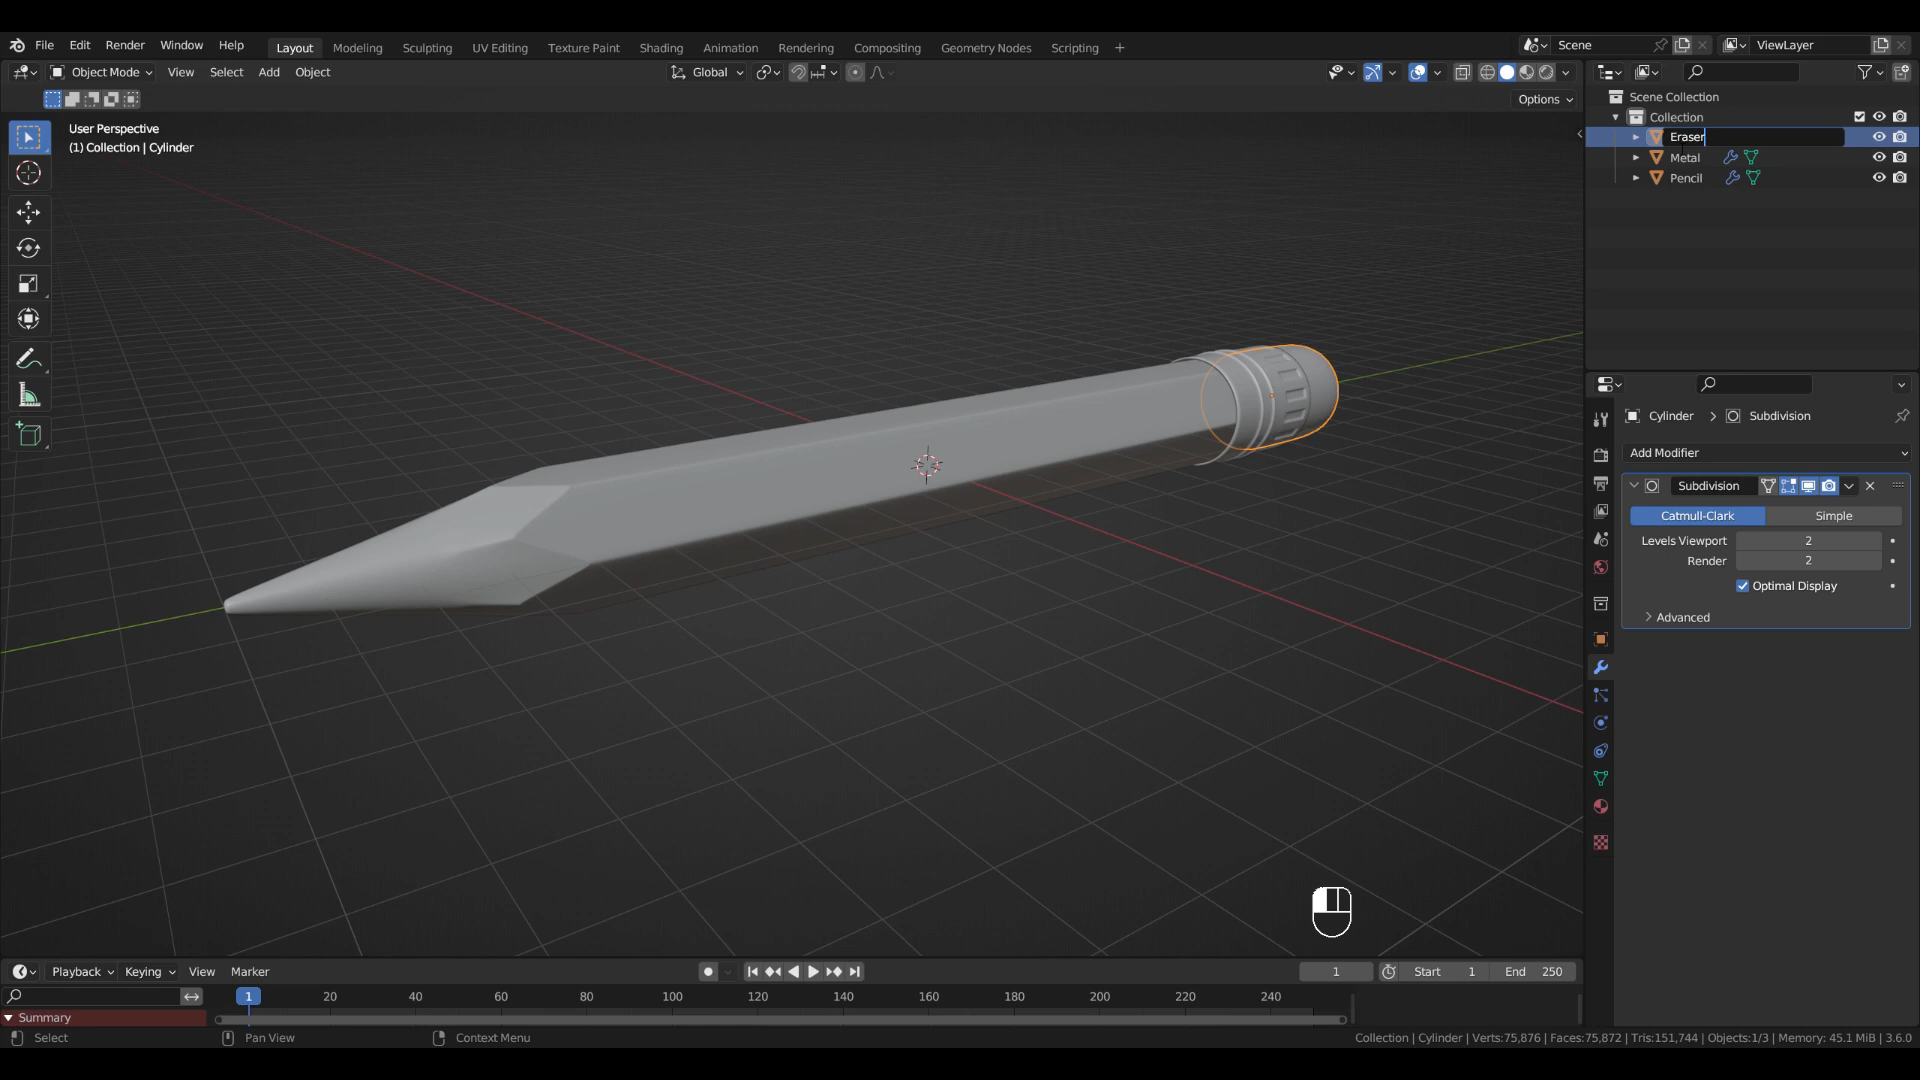 File Edit Render Window Help Layout Modeling Sculpting UV Editing Texture Paint Shading Animation Rendering Compositing Geometry Nodes Scripting + Scene ViewLayer
Object Mode View Select Add Object Global
Options
User Perspective
(1) Collection | Cylinder
Scene Collection
Collection
Eraser
Metal
Pencil
Cylinder > Subdivision
Add Modifier
Subdivision
Catmull-Clark Simple
Levels Viewport 2
Render 2
Optimal Display
Advanced
Playback Keying View Marker 1 Start 1 End 250
1 20 40 60 80 100 120 140 160 180 200 220 240
Summary
Select Pan View Context Menu Collection | Cylinder | Verts:75,876 | Faces:75,872 | Tris:151,744 | Objects:1/3 | Memory: 45.1 MiB | 3.6.0